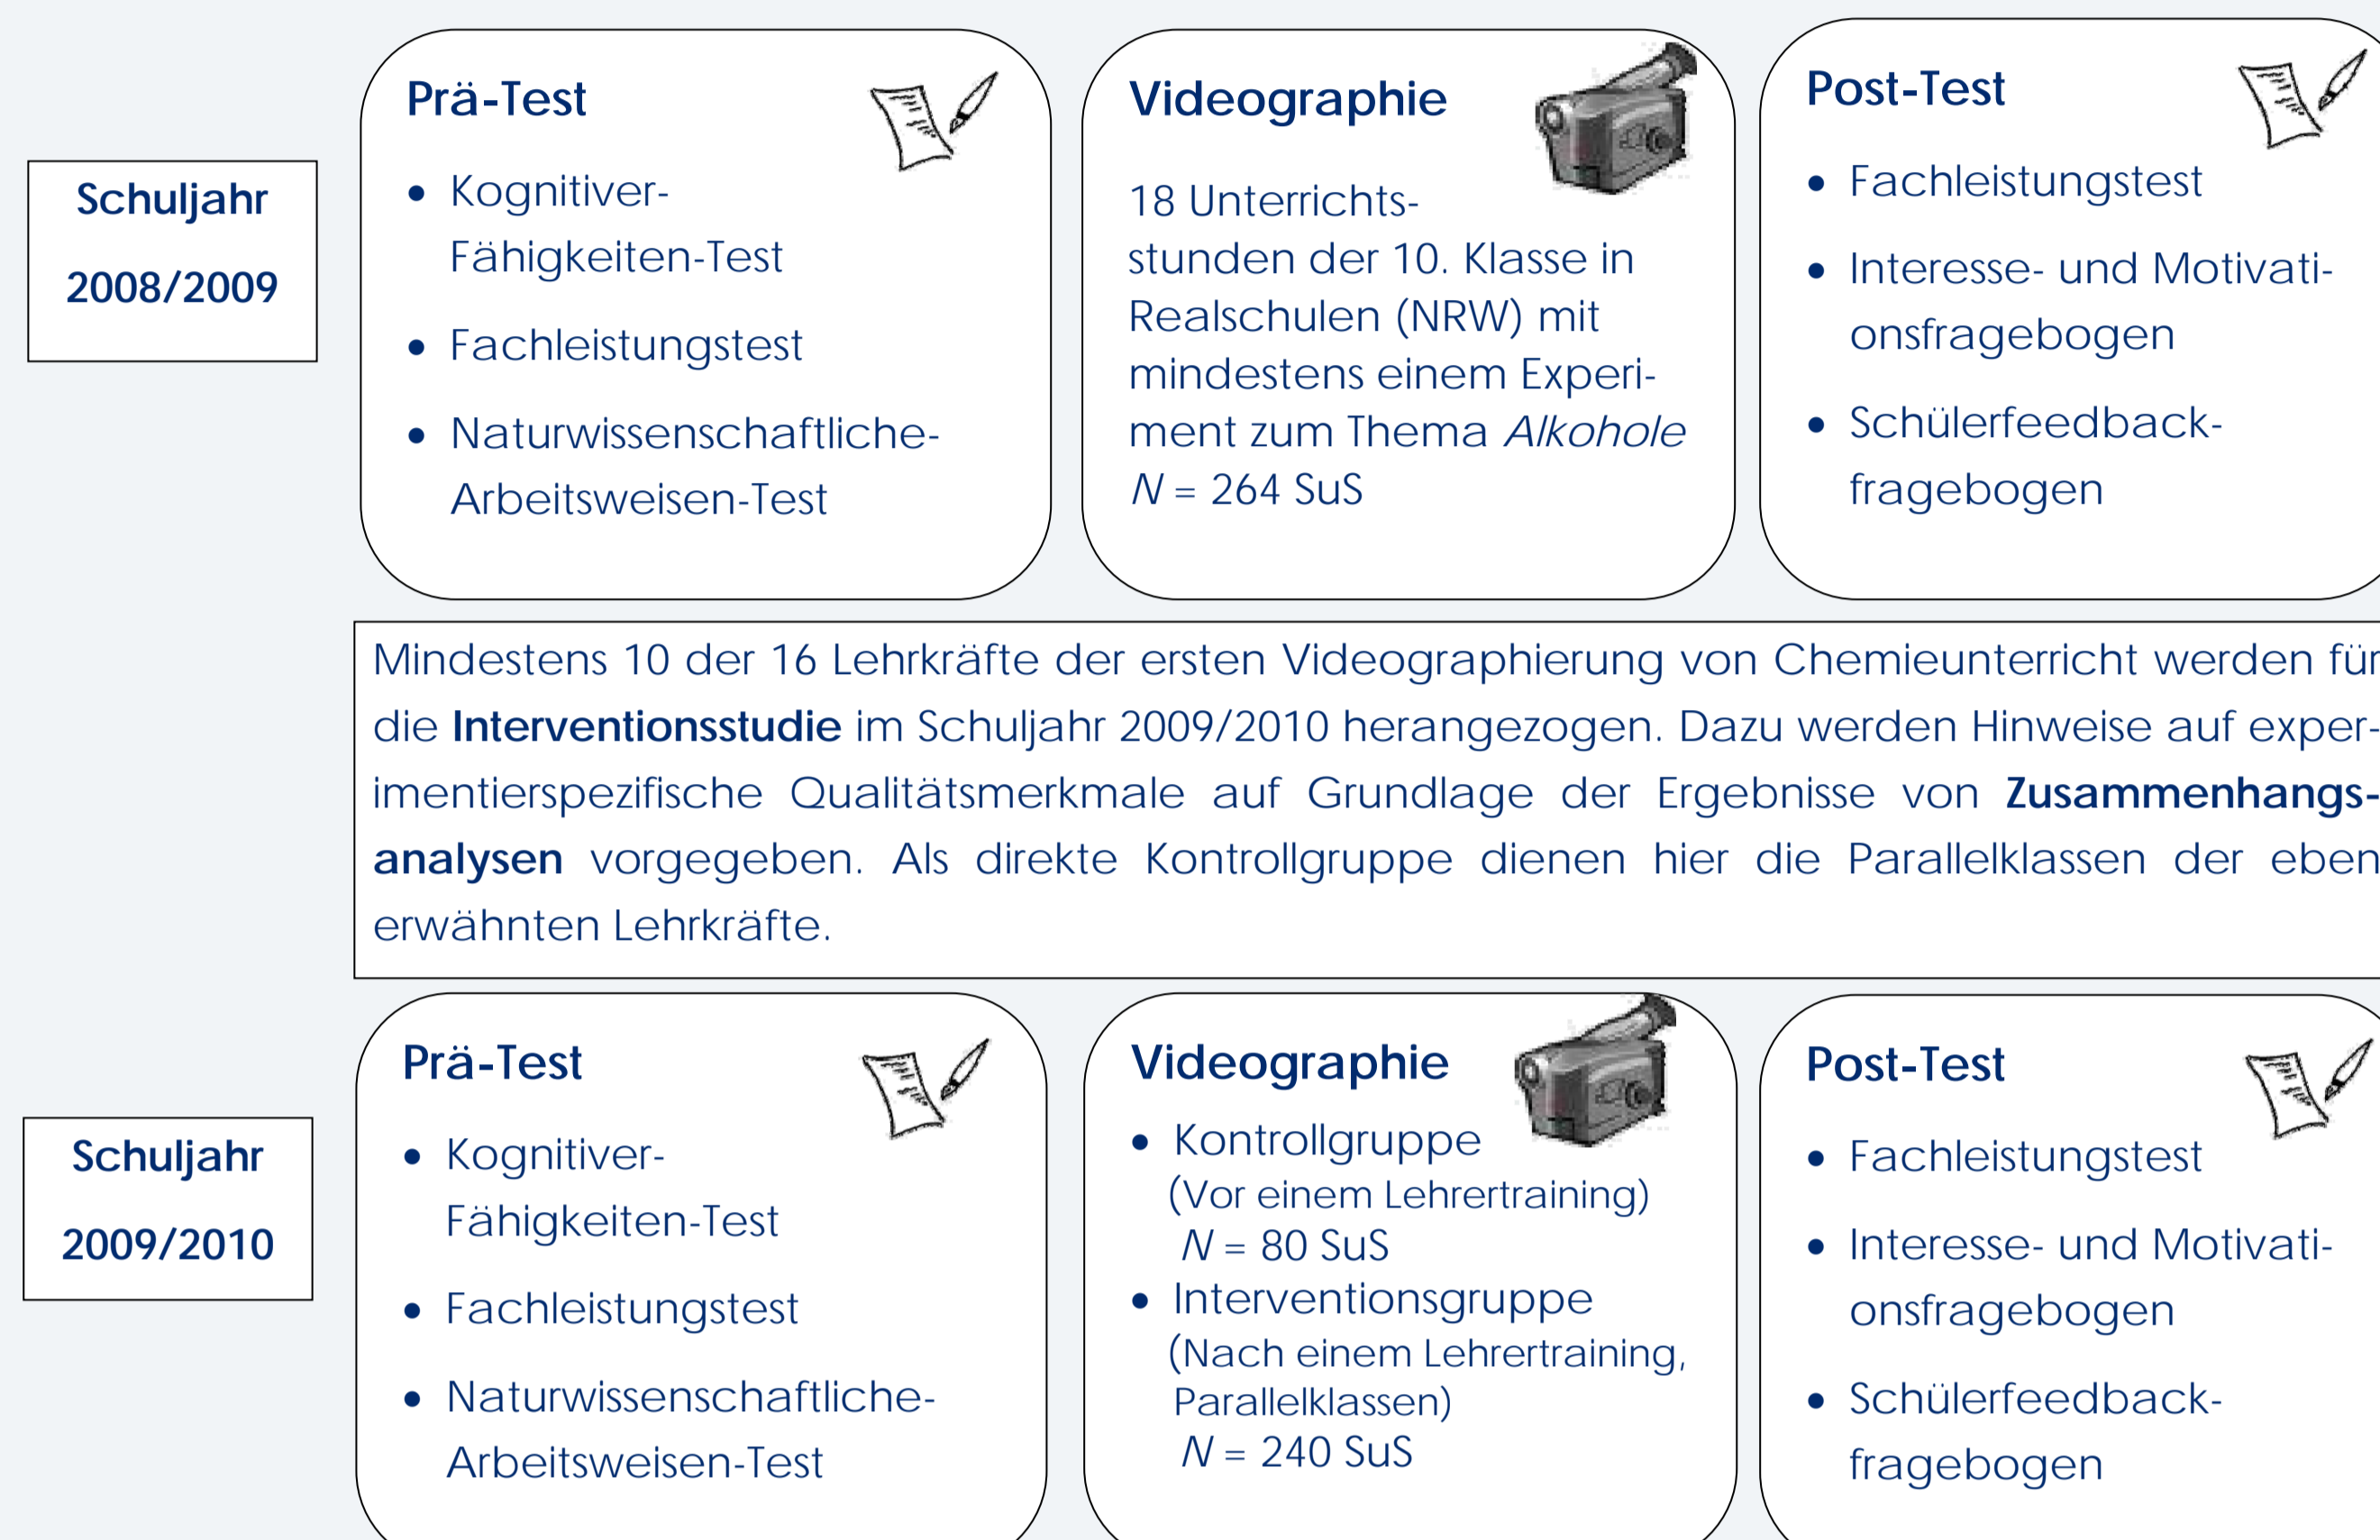 Schuljahr
2008/2009
Prä-Test
• Kognitiver-
Fähigkeiten-Test
• Fachleistungstest
• Naturwissenschaftliche-
Arbeitsweisen-Test
Videographie
18 Unterrichts-
stunden der 10. Klasse in
Realschulen (NRW) mit
mindestens einem Experi-
ment zum Thema Alkohole
N = 264 SuS
Post-Test
• Fachleistungstest
• Interesse- und Motivati-
onsfragebogen
• Schülerfeedback-
fragebogen
Mindestens 10 der 16 Lehrkräfte der ersten Videographierung von Chemieunterricht werden für
die Interventionsstudie im Schuljahr 2009/2010 herangezogen. Dazu werden Hinweise auf exper-
imentierspezifische Qualitätsmerkmale auf Grundlage der Ergebnisse von Zusammenhangs-
analysen vorgegeben. Als direkte Kontrollgruppe dienen hier die Parallelklassen der eben
erwähnten Lehrkräfte.
Schuljahr
2009/2010
Prä-Test
• Kognitiver-
Fähigkeiten-Test
• Fachleistungstest
• Naturwissenschaftliche-
Arbeitsweisen-Test
Videographie
• Kontrollgruppe
(Vor einem Lehrertraining)
N = 80 SuS
• Interventionsgruppe
(Nach einem Lehrertraining,
Parallelklassen)
N = 240 SuS
Post-Test
• Fachleistungstest
• Interesse- und Motivati-
onsfragebogen
• Schülerfeedback-
fragebogen